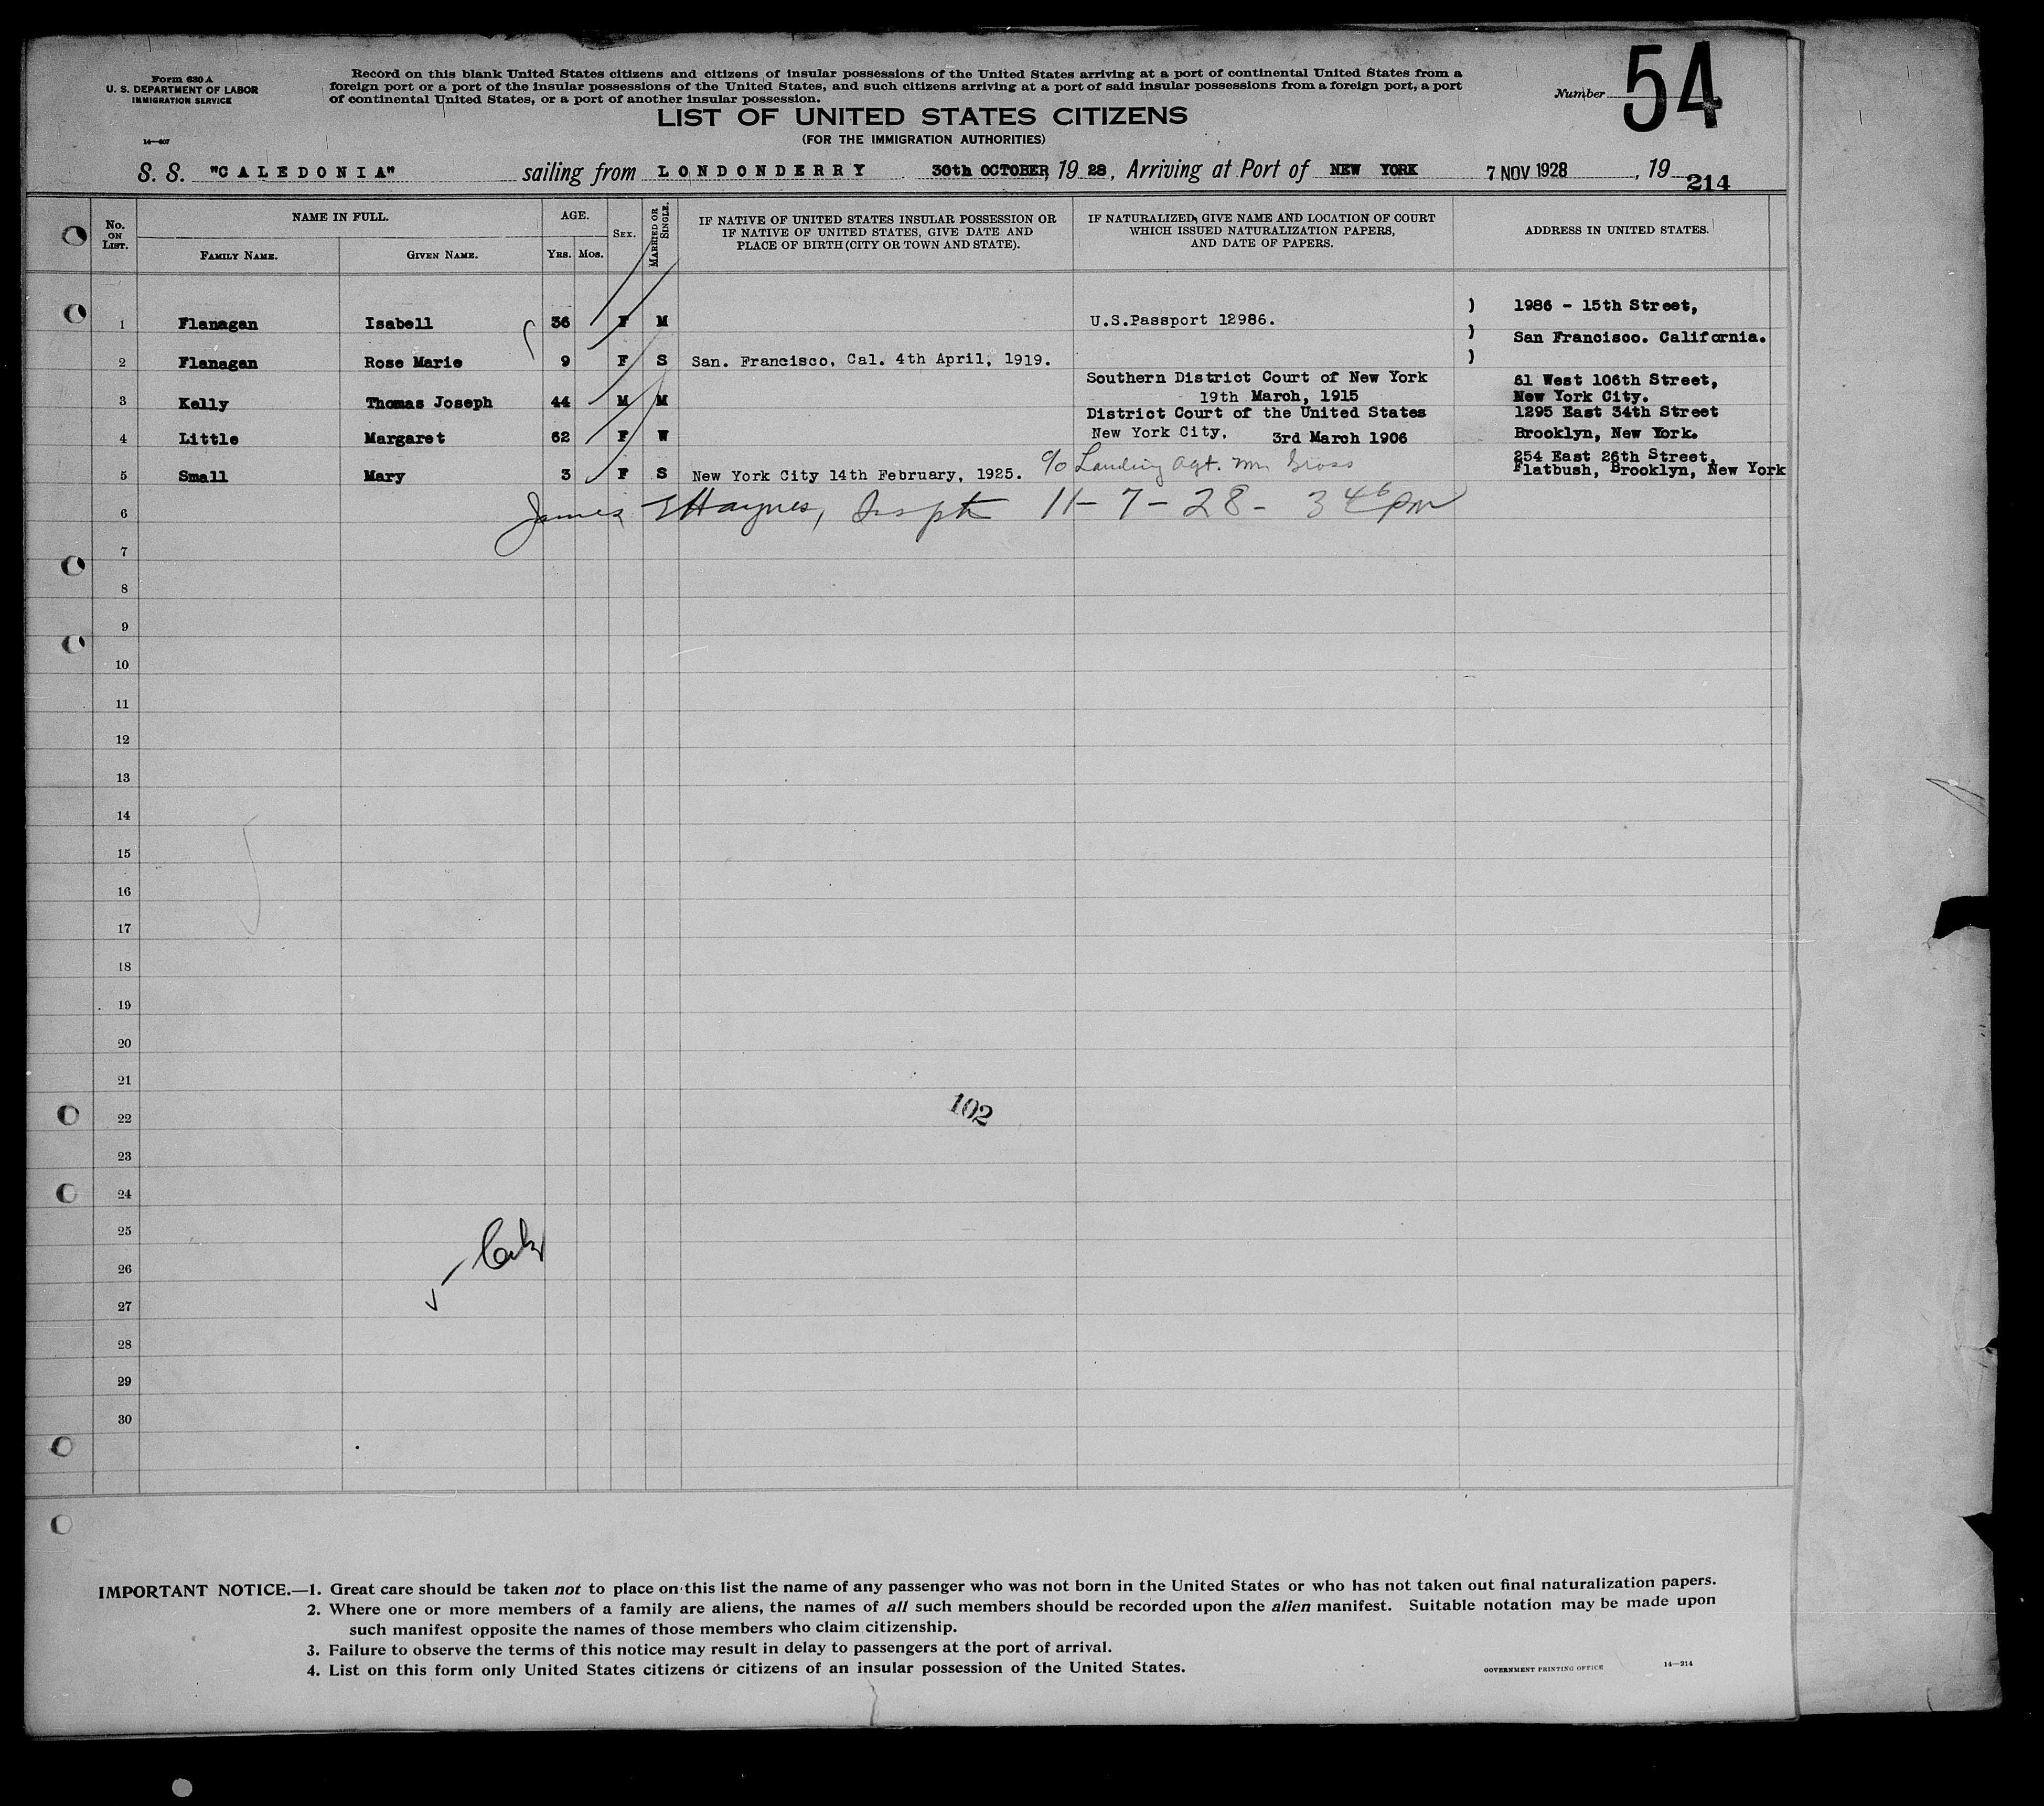 Form 630 A
U. S. DEPARTMENT OF LABOR
IMMIGRATION SERVICE
14—607
Record on this blank United States citizens and citizens of insular possessions of the United States arriving at a port of continental United States from a
foreign port or a port of the insular possessions of the United States, and such citizens arriving at a port of said insular possessions from a foreign port, a port
of continental United States, or a port of another insular possession.
Number 54
LIST OF UNITED STATES CITIZENS
(FOR THE IMMIGRATION AUTHORITIES)
S. S. "CALEDONIA" sailing from LONDONDERRY 30th OCTOBER, 19 28, Arriving at Port of NEW YORK 7 NOV 1928, 19
214
No. ON LIST.
NAME IN FULL.
FAMILY NAME. GIVEN NAME.
AGE.
YRS. MOS.
SEX.
MARRIED OR SINGLE.
IF NATIVE OF UNITED STATES INSULAR POSSESSION OR
IF NATIVE OF UNITED STATES, GIVE DATE AND
PLACE OF BIRTH (CITY OR TOWN AND STATE).
IF NATURALIZED, GIVE NAME AND LOCATION OF COURT
WHICH ISSUED NATURALIZATION PAPERS,
AND DATE OF PAPERS.
ADDRESS IN UNITED STATES.
1 Flanagan Isabell 36 F M U.S.Passport 12986. ) 1986 - 15th Street,
) San Francisco. California.
2 Flanagan Rose Marie 9 F S San. Francisco, Cal. 4th April, 1919. )
Southern District Court of New York 61 West 106th Street,
3 Kelly Thomas Joseph 44 M M 19th March, 1915 New York City.
District Court of the United States 1295 East 34th Street
4 Little Margaret 62 F W New York City, 3rd March 1906 Brooklyn, New York.
c/o Landing Agt. Mr. Gross 254 East 26th Street,
5 Small Mary 3 F S New York City 14th February, 1925. Flatbush, Brooklyn, New York
6 James E Haynes, Inspt 11-7-28- 3 46 PM
7
8
9
10
11
12
13
14
15
16
17
18
19
20
21
22
102
23
24
25
26
27
28
29
30
IMPORTANT NOTICE.—1. Great care should be taken not to place on this list the name of any passenger who was not born in the United States or who has not taken out final naturalization papers.
2. Where one or more members of a family are aliens, the names of all such members should be recorded upon the alien manifest. Suitable notation may be made upon
such manifest opposite the names of those members who claim citizenship.
3. Failure to observe the terms of this notice may result in delay to passengers at the port of arrival.
4. List on this form only United States citizens or citizens of an insular possession of the United States.
GOVERNMENT PRINTING OFFICE 14—214